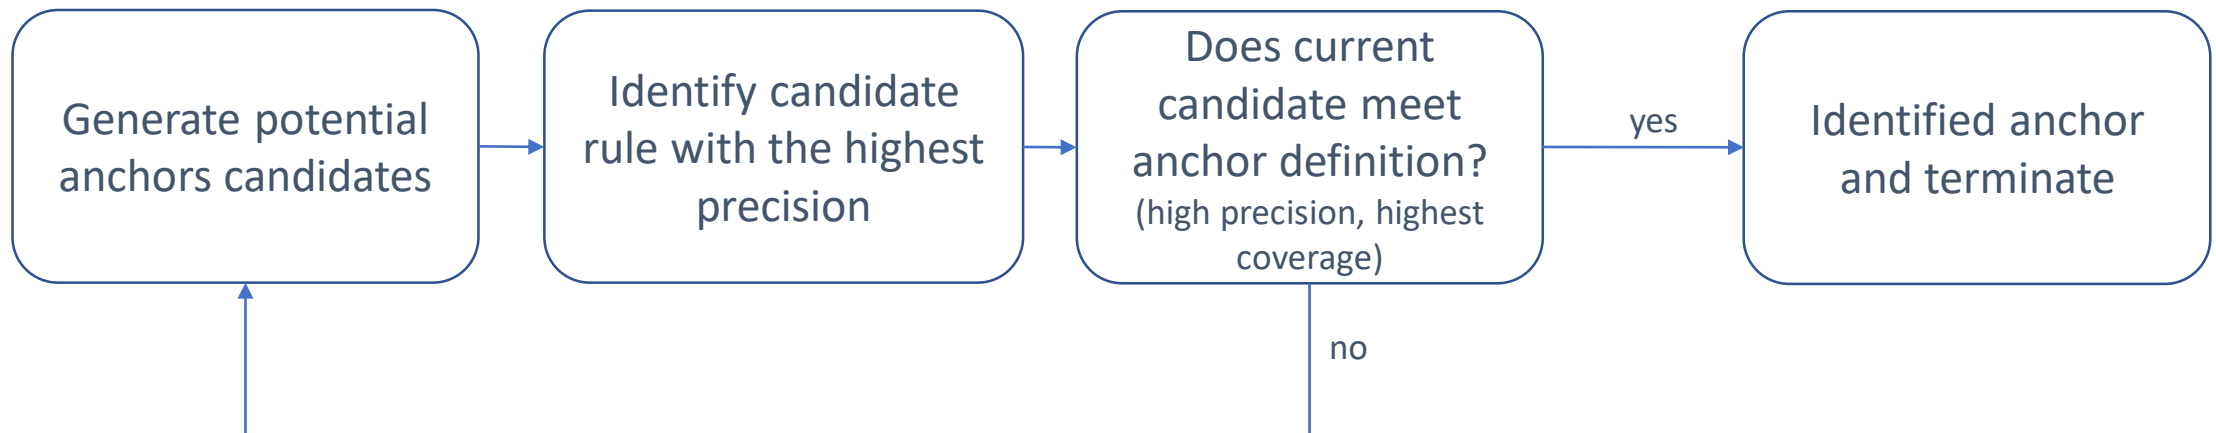 Generate potential
anchors candidates
Identify candidate
rule with the highest
precision
Does current
candidate meet
anchor definition?
(high precision, highest
coverage)
yes
Identified anchor
and terminate
no